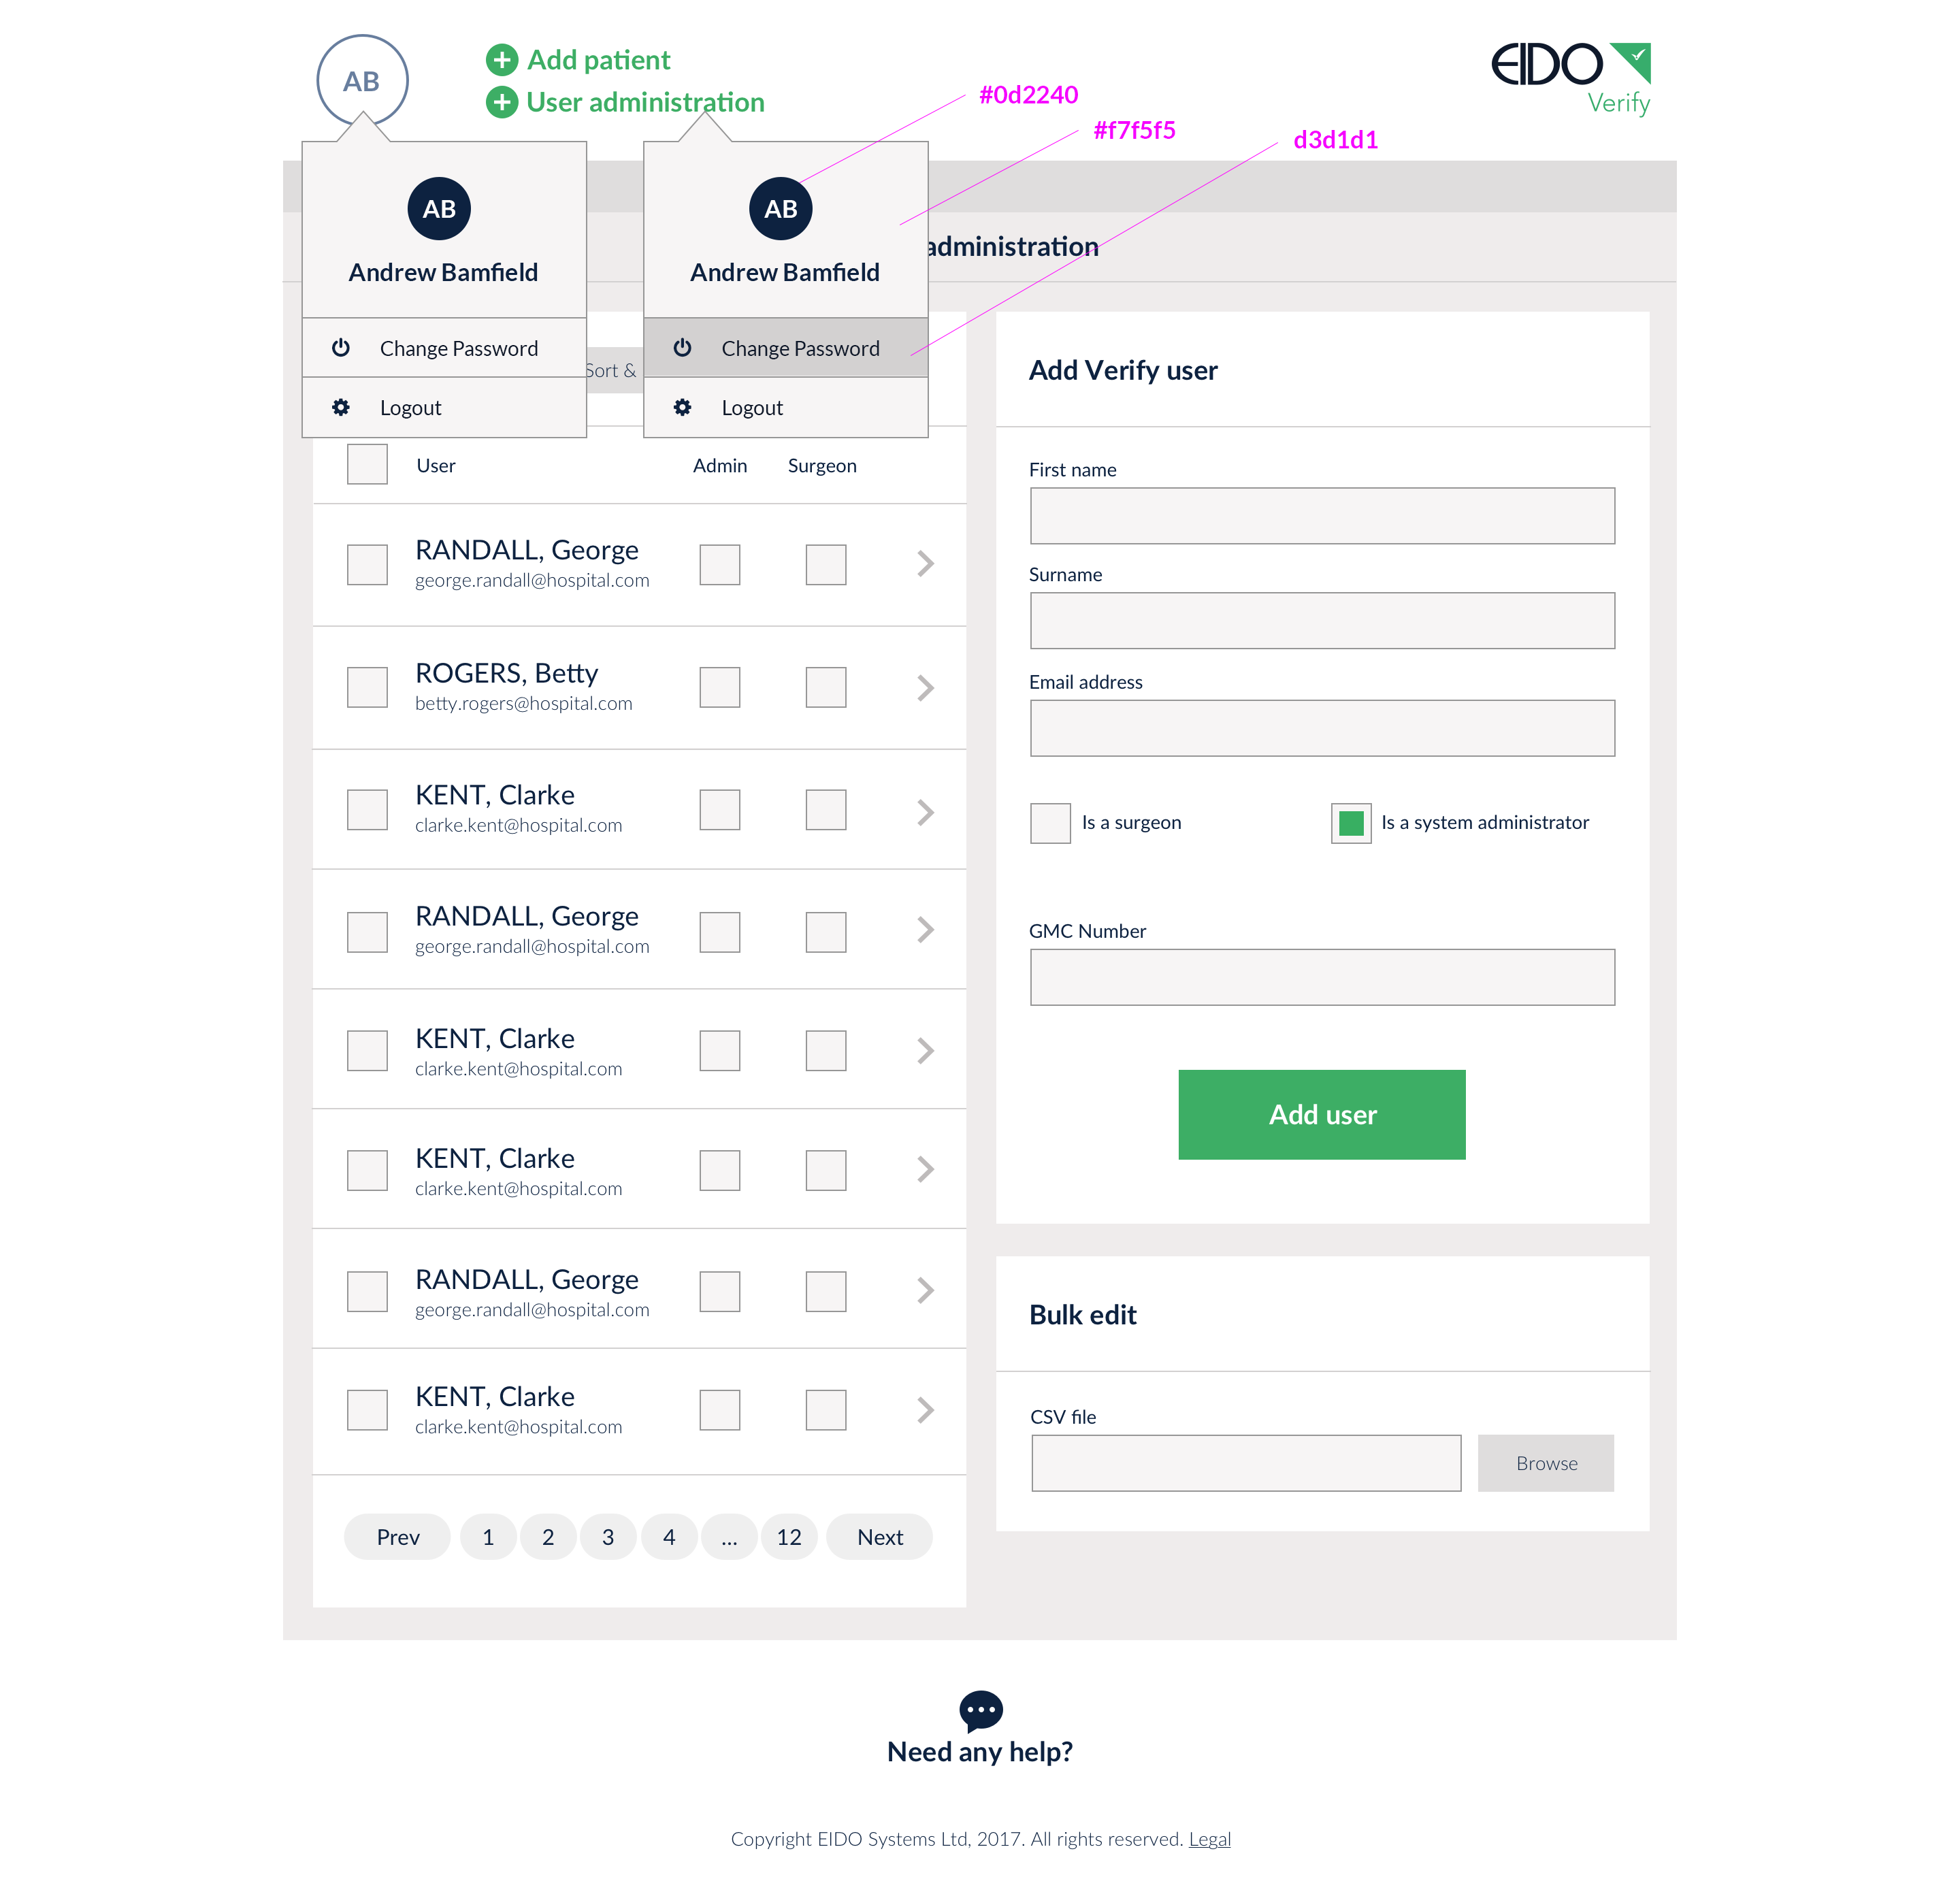 AB
Add patient
User administration
EIDO
Verify
#0d2240
#f7f5f5
d3d1d1
AB
Andrew Bamfield
Change Password
Logout
AB
Andrew Bamfield
Change Password
Logout
administration
Sort &
User Admin Surgeon
RANDALL, George
george.randall@hospital.com
ROGERS, Betty
betty.rogers@hospital.com
KENT, Clarke
clarke.kent@hospital.com
RANDALL, George
george.randall@hospital.com
KENT, Clarke
clarke.kent@hospital.com
KENT, Clarke
clarke.kent@hospital.com
RANDALL, George
george.randall@hospital.com
KENT, Clarke
clarke.kent@hospital.com
Prev 1 2 3 4 ... 12 Next
Add Verify user
First name
Surname
Email address
Is a surgeon Is a system administrator
GMC Number
Add user
Bulk edit
CSV file
Browse
Need any help?
Copyright EIDO Systems Ltd, 2017. All rights reserved. Legal